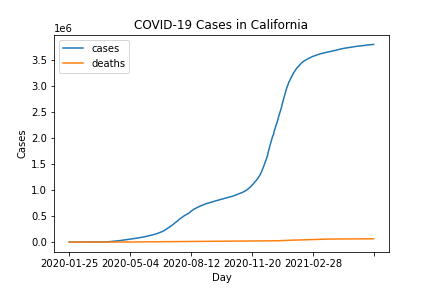 COVID-19 Cases in California
1e6
cases
deaths
3.5
3.0
2.5
2.0
1.5
1.0
0.5
0.0
Cases
2020-01-25 2020-05-04 2020-08-12 2020-11-20 2021-02-28
Day